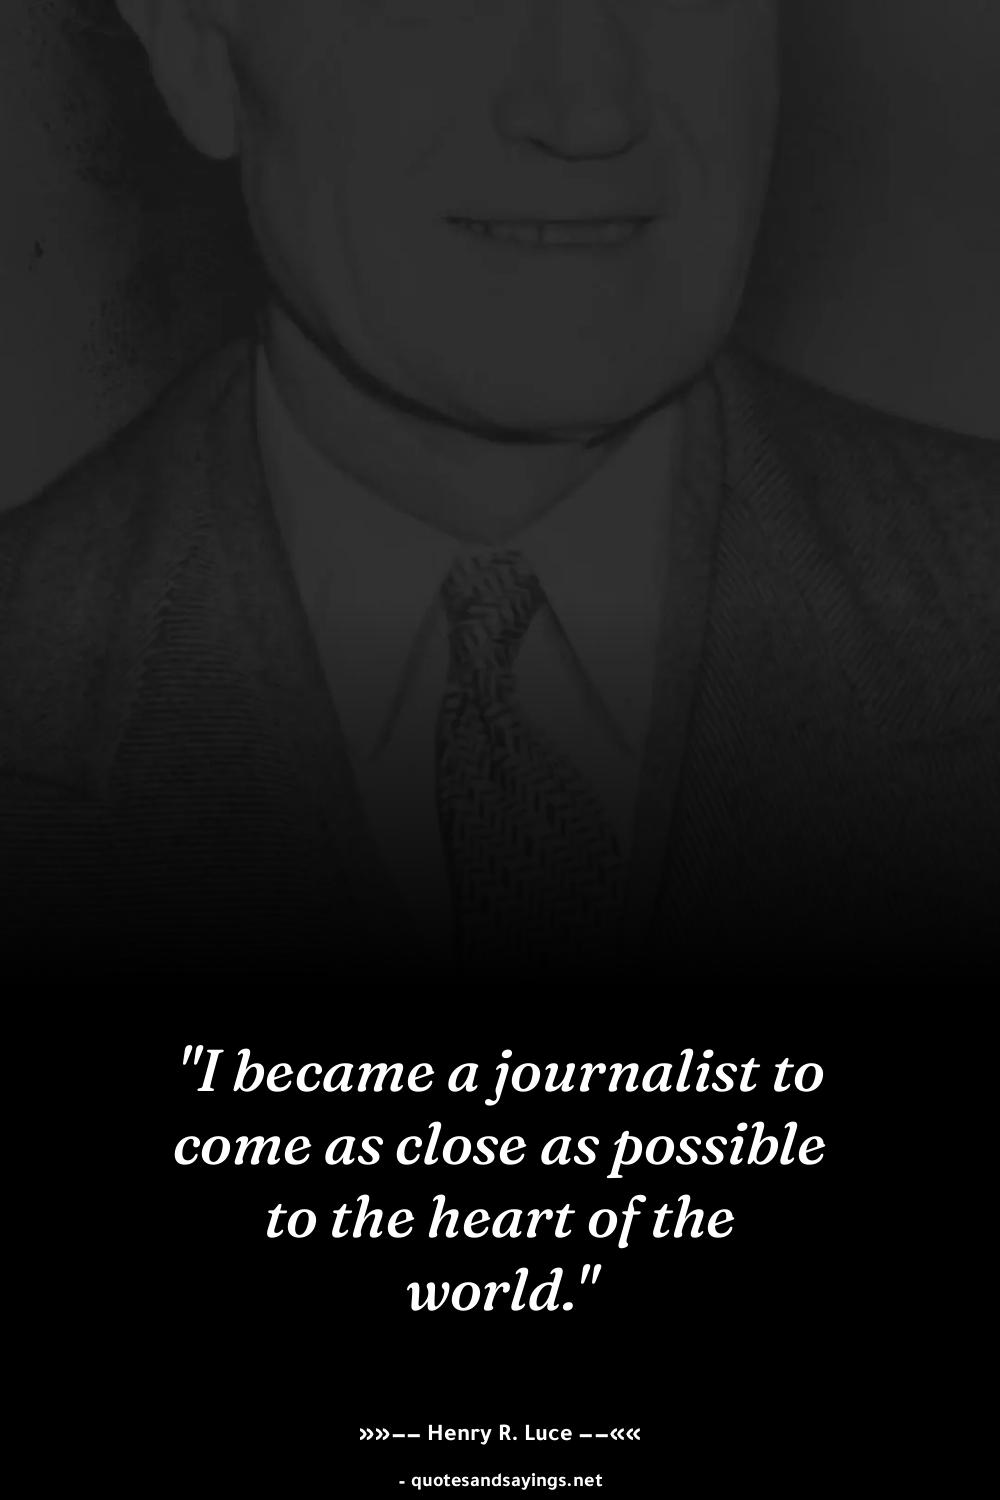 "I became a journalist to
come as close as possible
to the heart of the
world."
»»−− Henry R. Luce −−««
- quotesandsayings.net